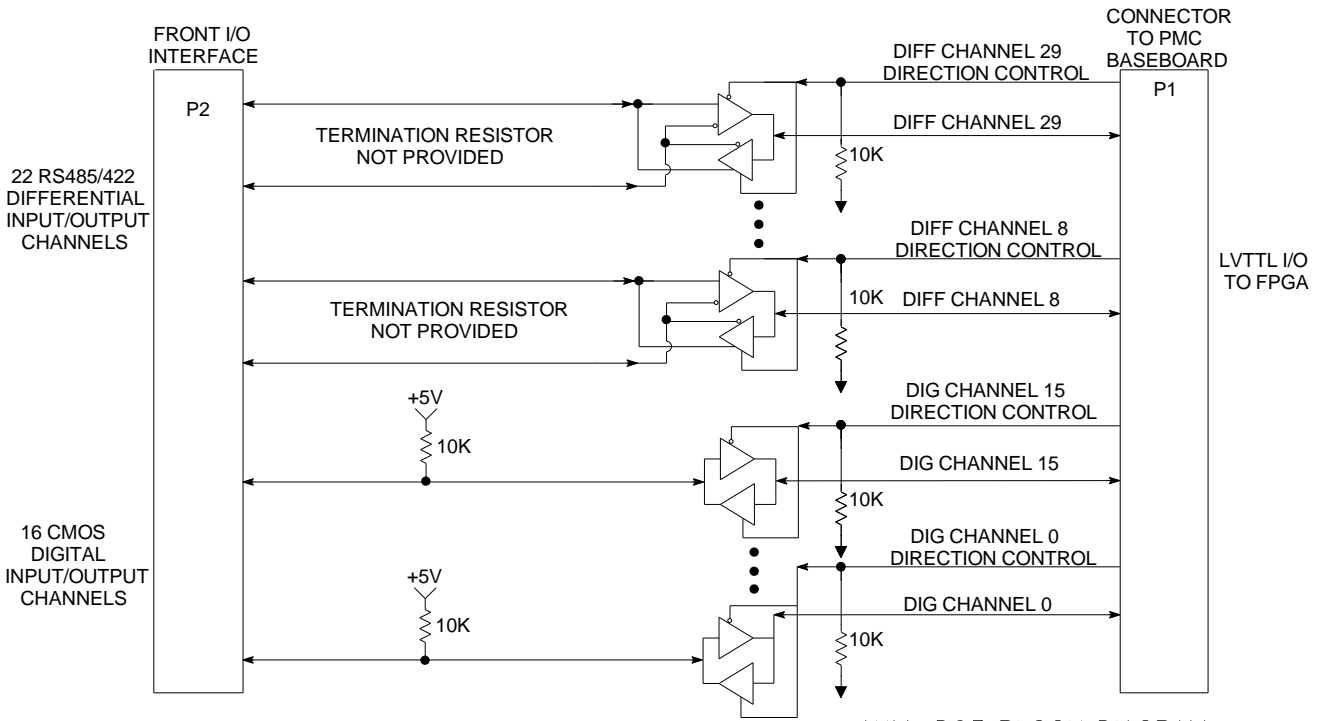 FRONT I/O
INTERFACE
P2
22 RS485/422
DIFFERENTIAL
INPUT/OUTPUT
CHANNELS
16 CMOS
DIGITAL
INPUT/OUTPUT
CHANNELS
TERMINATION RESISTOR
NOT PROVIDED
TERMINATION RESISTOR
NOT PROVIDED
+5V
10K
+5V
10K
DIFF CHANNEL 29
DIRECTION CONTROL
DIFF CHANNEL 29
10K
DIFF CHANNEL 8
DIRECTION CONTROL
10K
DIFF CHANNEL 8
DIG CHANNEL 15
DIRECTION CONTROL
DIG CHANNEL 15
10K
DIG CHANNEL 0
DIRECTION CONTROL
DIG CHANNEL 0
10K
CONNECTOR
TO PMC
BASEBOARD
P1
LVTTL I/O
TO FPGA